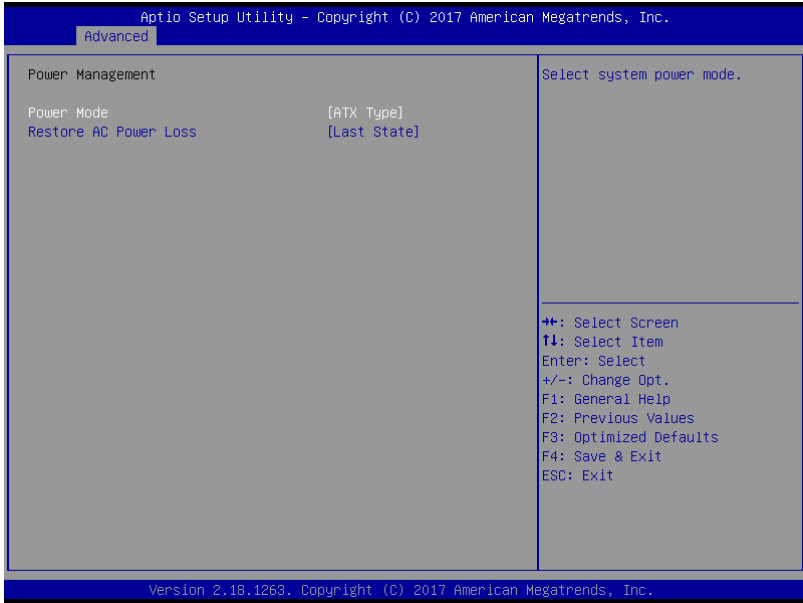 Aptio Setup Utility – Copyright (C) 2017 American Megatrends, Inc.
Advanced
Power Management
Power Mode [ATX Type]
Restore AC Power Loss [Last State]
Select system power mode.
→←: Select Screen
↑↓: Select Item
Enter: Select
+/-: Change Opt.
F1: General Help
F2: Previous Values
F3: Optimized Defaults
F4: Save & Exit
ESC: Exit
Version 2.18.1263. Copyright (C) 2017 American Megatrends, Inc.